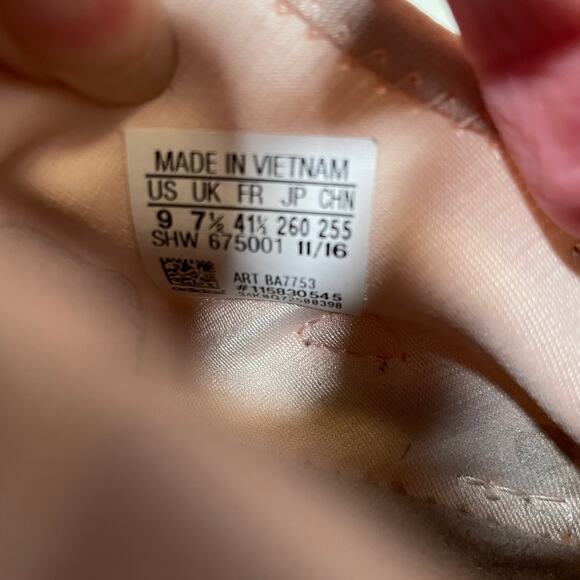 MADE IN VIETNAM
US UK FR JP CHN
9 7½ 41⅓ 260 255
SHW 675001 11/16
ART BA7753
adidas #115830545